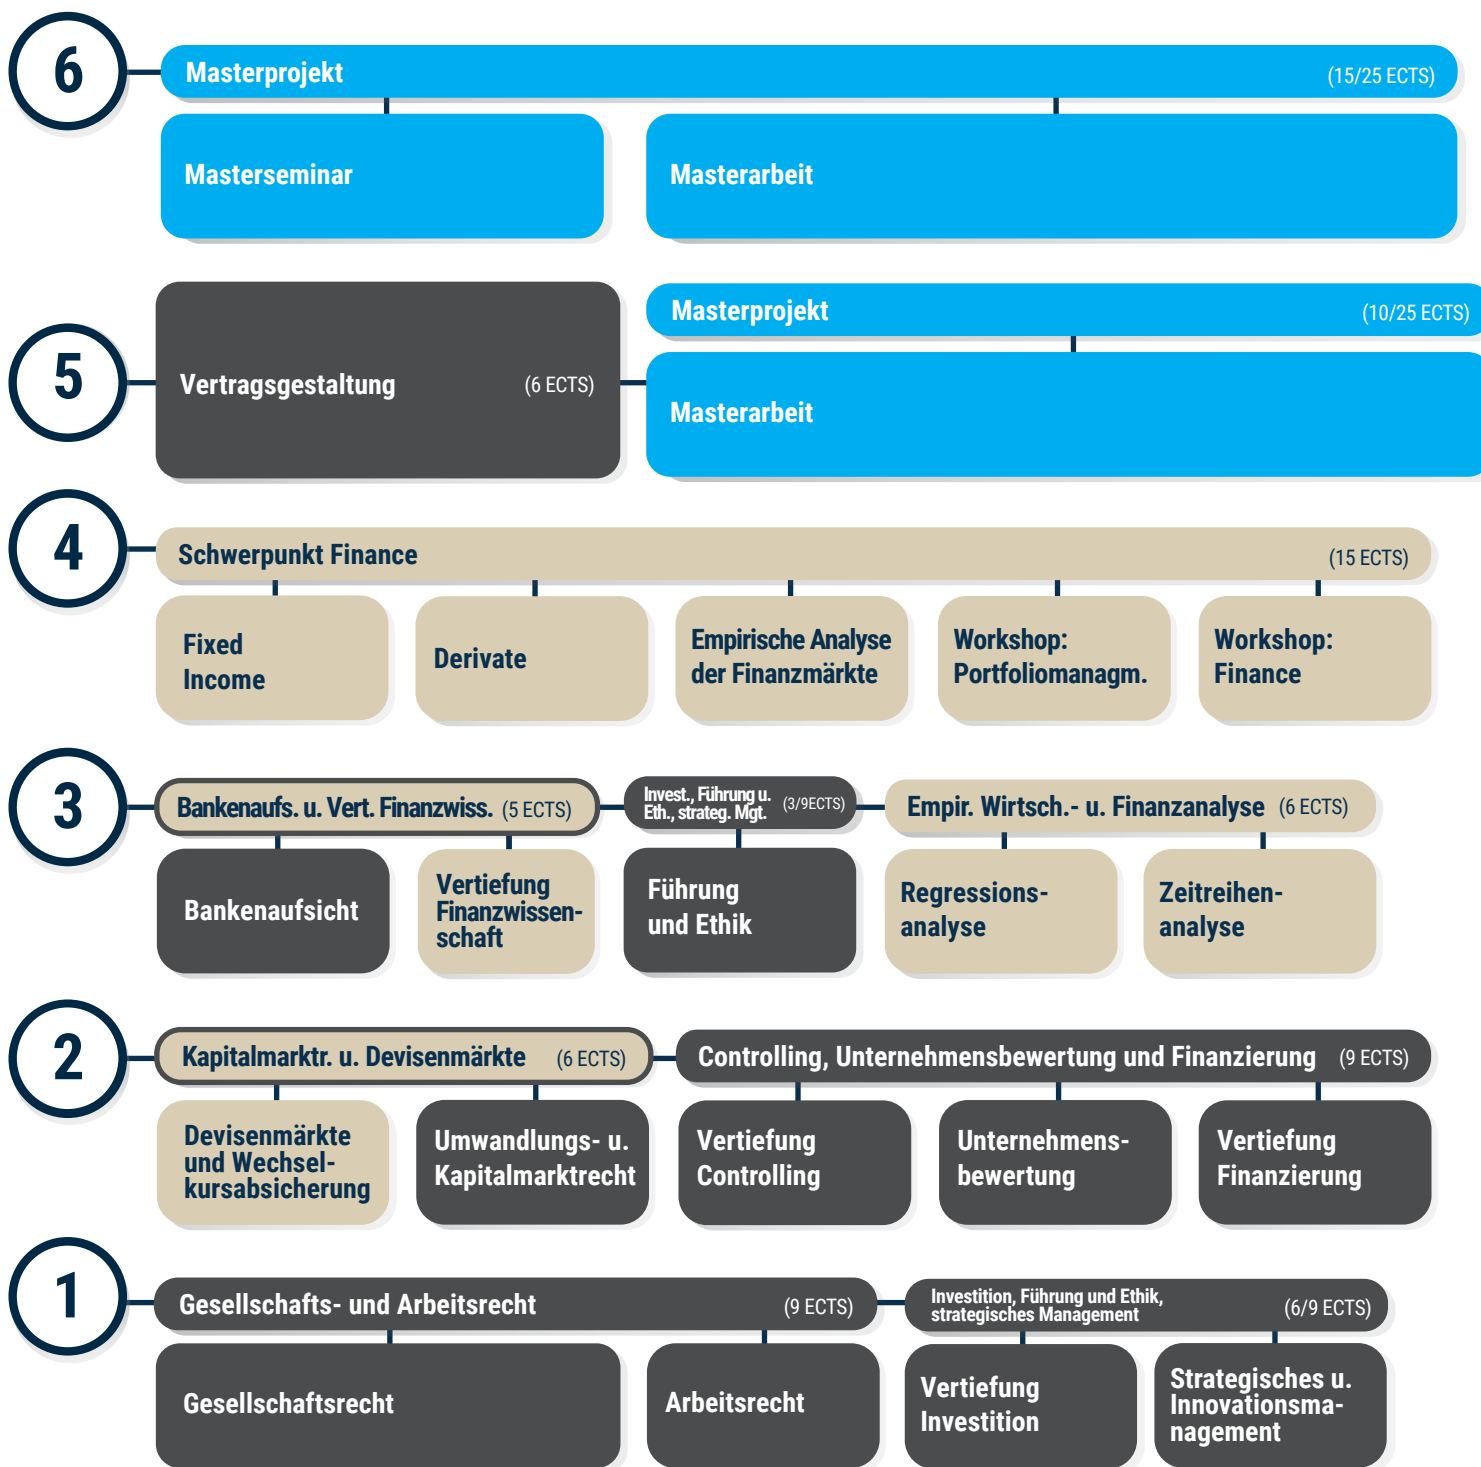 6
Masterprojekt (15/25 ECTS)
Masterseminar
Masterarbeit
5
Vertragsgestaltung (6 ECTS)
Masterprojekt (10/25 ECTS)
Masterarbeit
4
Schwerpunkt Finance (15 ECTS)
Fixed
Income
Derivate
Empirische Analyse
der Finanzmärkte
Workshop:
Portfoliomanagm.
Workshop:
Finance
3
Bankenaufs. u. Vert. Finanzwiss. (5 ECTS)
Invest., Führung u.
Eth., strateg. Mgt. (3/9ECTS)
Empir. Wirtsch.- u. Finanzanalyse (6 ECTS)
Bankenaufsicht
Vertiefung
Finanzwissen-
schaft
Führung
und Ethik
Regressions-
analyse
Zeitreihen-
analyse
2
Kapitalmarktr. u. Devisenmärkte (6 ECTS)
Controlling, Unternehmensbewertung und Finanzierung (9 ECTS)
Devisenmärkte
und Wechsel-
kursabsicherung
Umwandlungs- u.
Kapitalmarktrecht
Vertiefung
Controlling
Unternehmens-
bewertung
Vertiefung
Finanzierung
1
Gesellschafts- und Arbeitsrecht (9 ECTS)
Investition, Führung und Ethik,
strategisches Management (6/9 ECTS)
Gesellschaftsrecht
Arbeitsrecht
Vertiefung
Investition
Strategisches u.
Innovationsma-
nagement